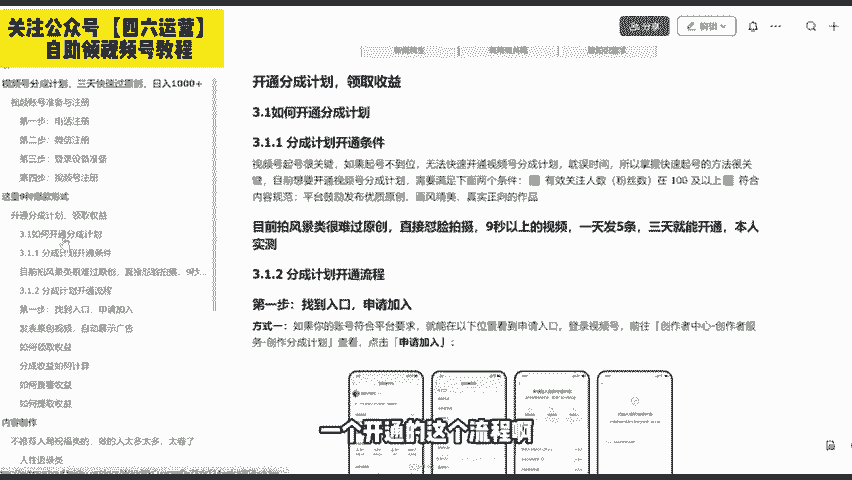 关注公众号【四六运营】
自助领视频号教程
分享
编辑
视频号分成计划，三天快速过原创，日入1000+
视频账号准备与注册
第一步：电话注册
第二步：微信注册
第三步：登录设备准备
第四步：视频号注册
这里9种爆款形式
开通分成计划，领取收益
3.1如何开通分成计划
3.1.1 分成计划开通条件
目前拍风景类很难过原创，直接怼脸拍摄，9秒...
3.1.2 分成计划开通流程
第一步：找到入口，申请加入
发表原创视频，自动展示广告
如何领取收益
分成收益如何计算
如何查看收益
如何提取收益
内容制作
不推荐入局祝福类的，做的人太多太多，太卷了
人性语录类
开通分成计划，领取收益
3.1如何开通分成计划
3.1.1 分成计划开通条件
视频号起号很关键，如果起号不到位，无法快速开通视频号分成计划，耽误时间，所以掌握快速起号的方法很关
键，目前想要开通视频号分成计划，需要满足下面两个条件： 有效关注人数（粉丝数）在 100 及以上 符合
内容规范：平台鼓励发布优质原创，画风精美、真实正向的作品
目前拍风景类很难过原创，直接怼脸拍摄，9秒以上的视频，一天发5条，三天就能开通，本人
实测
3.1.2 分成计划开通流程
第一步：找到入口，申请加入
方式一：如果你的账号符合平台要求，就能在以下位置看到申请入口。登录视频号，前往「创作者中心-创作者服
务-创作分成计划」查看，点击「申请加入」：
一个开通的这个流程啊